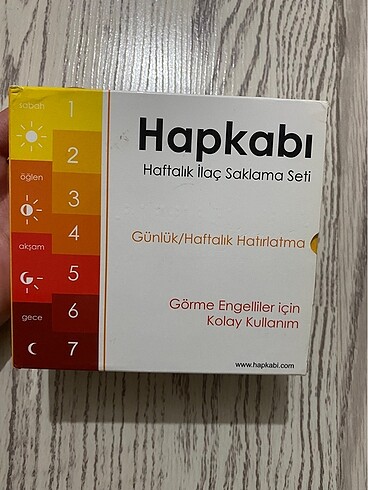 sabah
1
2
öğlen
3
akşam
4
5
gece
6
7
Hapkabı
Haftalık İlaç Saklama Seti
Günlük/Haftalık Hatırlatma
Görme Engelliler için
Kolay Kullanım
www.hapkabi.com